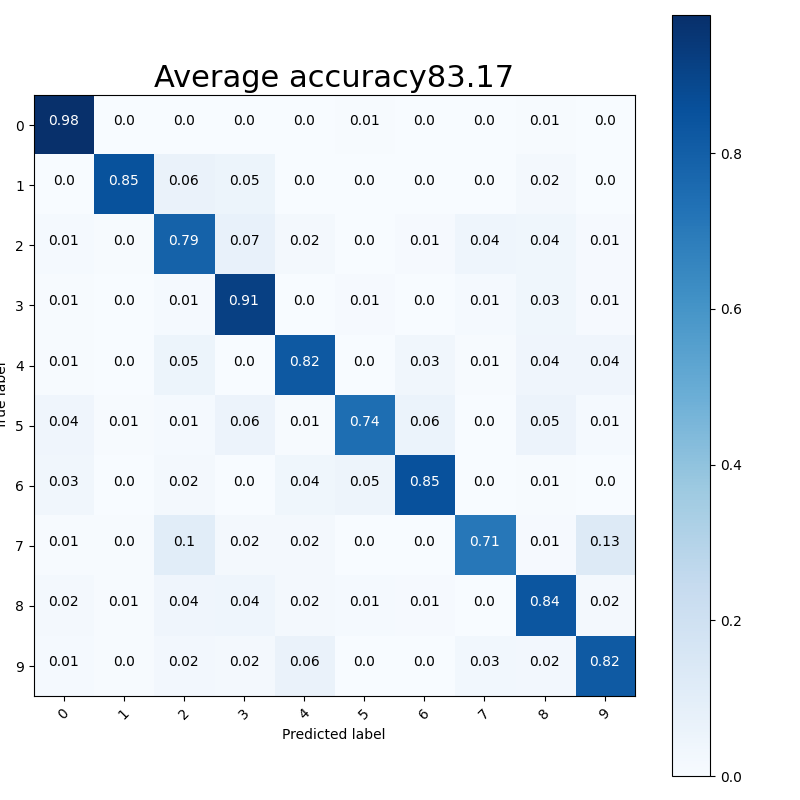 Average accuracy83.17
0 0.98 0.0 0.0 0.0 0.0 0.01 0.0 0.0 0.01 0.0
1 0.0 0.85 0.06 0.05 0.0 0.0 0.0 0.0 0.02 0.0
2 0.01 0.0 0.79 0.07 0.02 0.0 0.01 0.04 0.04 0.01
3 0.01 0.0 0.01 0.91 0.0 0.01 0.0 0.01 0.03 0.01
4 0.01 0.0 0.05 0.0 0.82 0.0 0.03 0.01 0.04 0.04
5 0.04 0.01 0.01 0.06 0.01 0.74 0.06 0.0 0.05 0.01
6 0.03 0.0 0.02 0.0 0.04 0.05 0.85 0.0 0.01 0.0
7 0.01 0.0 0.1 0.02 0.02 0.0 0.0 0.71 0.01 0.13
8 0.02 0.01 0.04 0.04 0.02 0.01 0.01 0.0 0.84 0.02
9 0.01 0.0 0.02 0.02 0.06 0.0 0.0 0.03 0.02 0.82
0 1 2 3 4 5 6 7 8 9
Predicted label
label
0.8
0.6
0.4
0.2
0.0